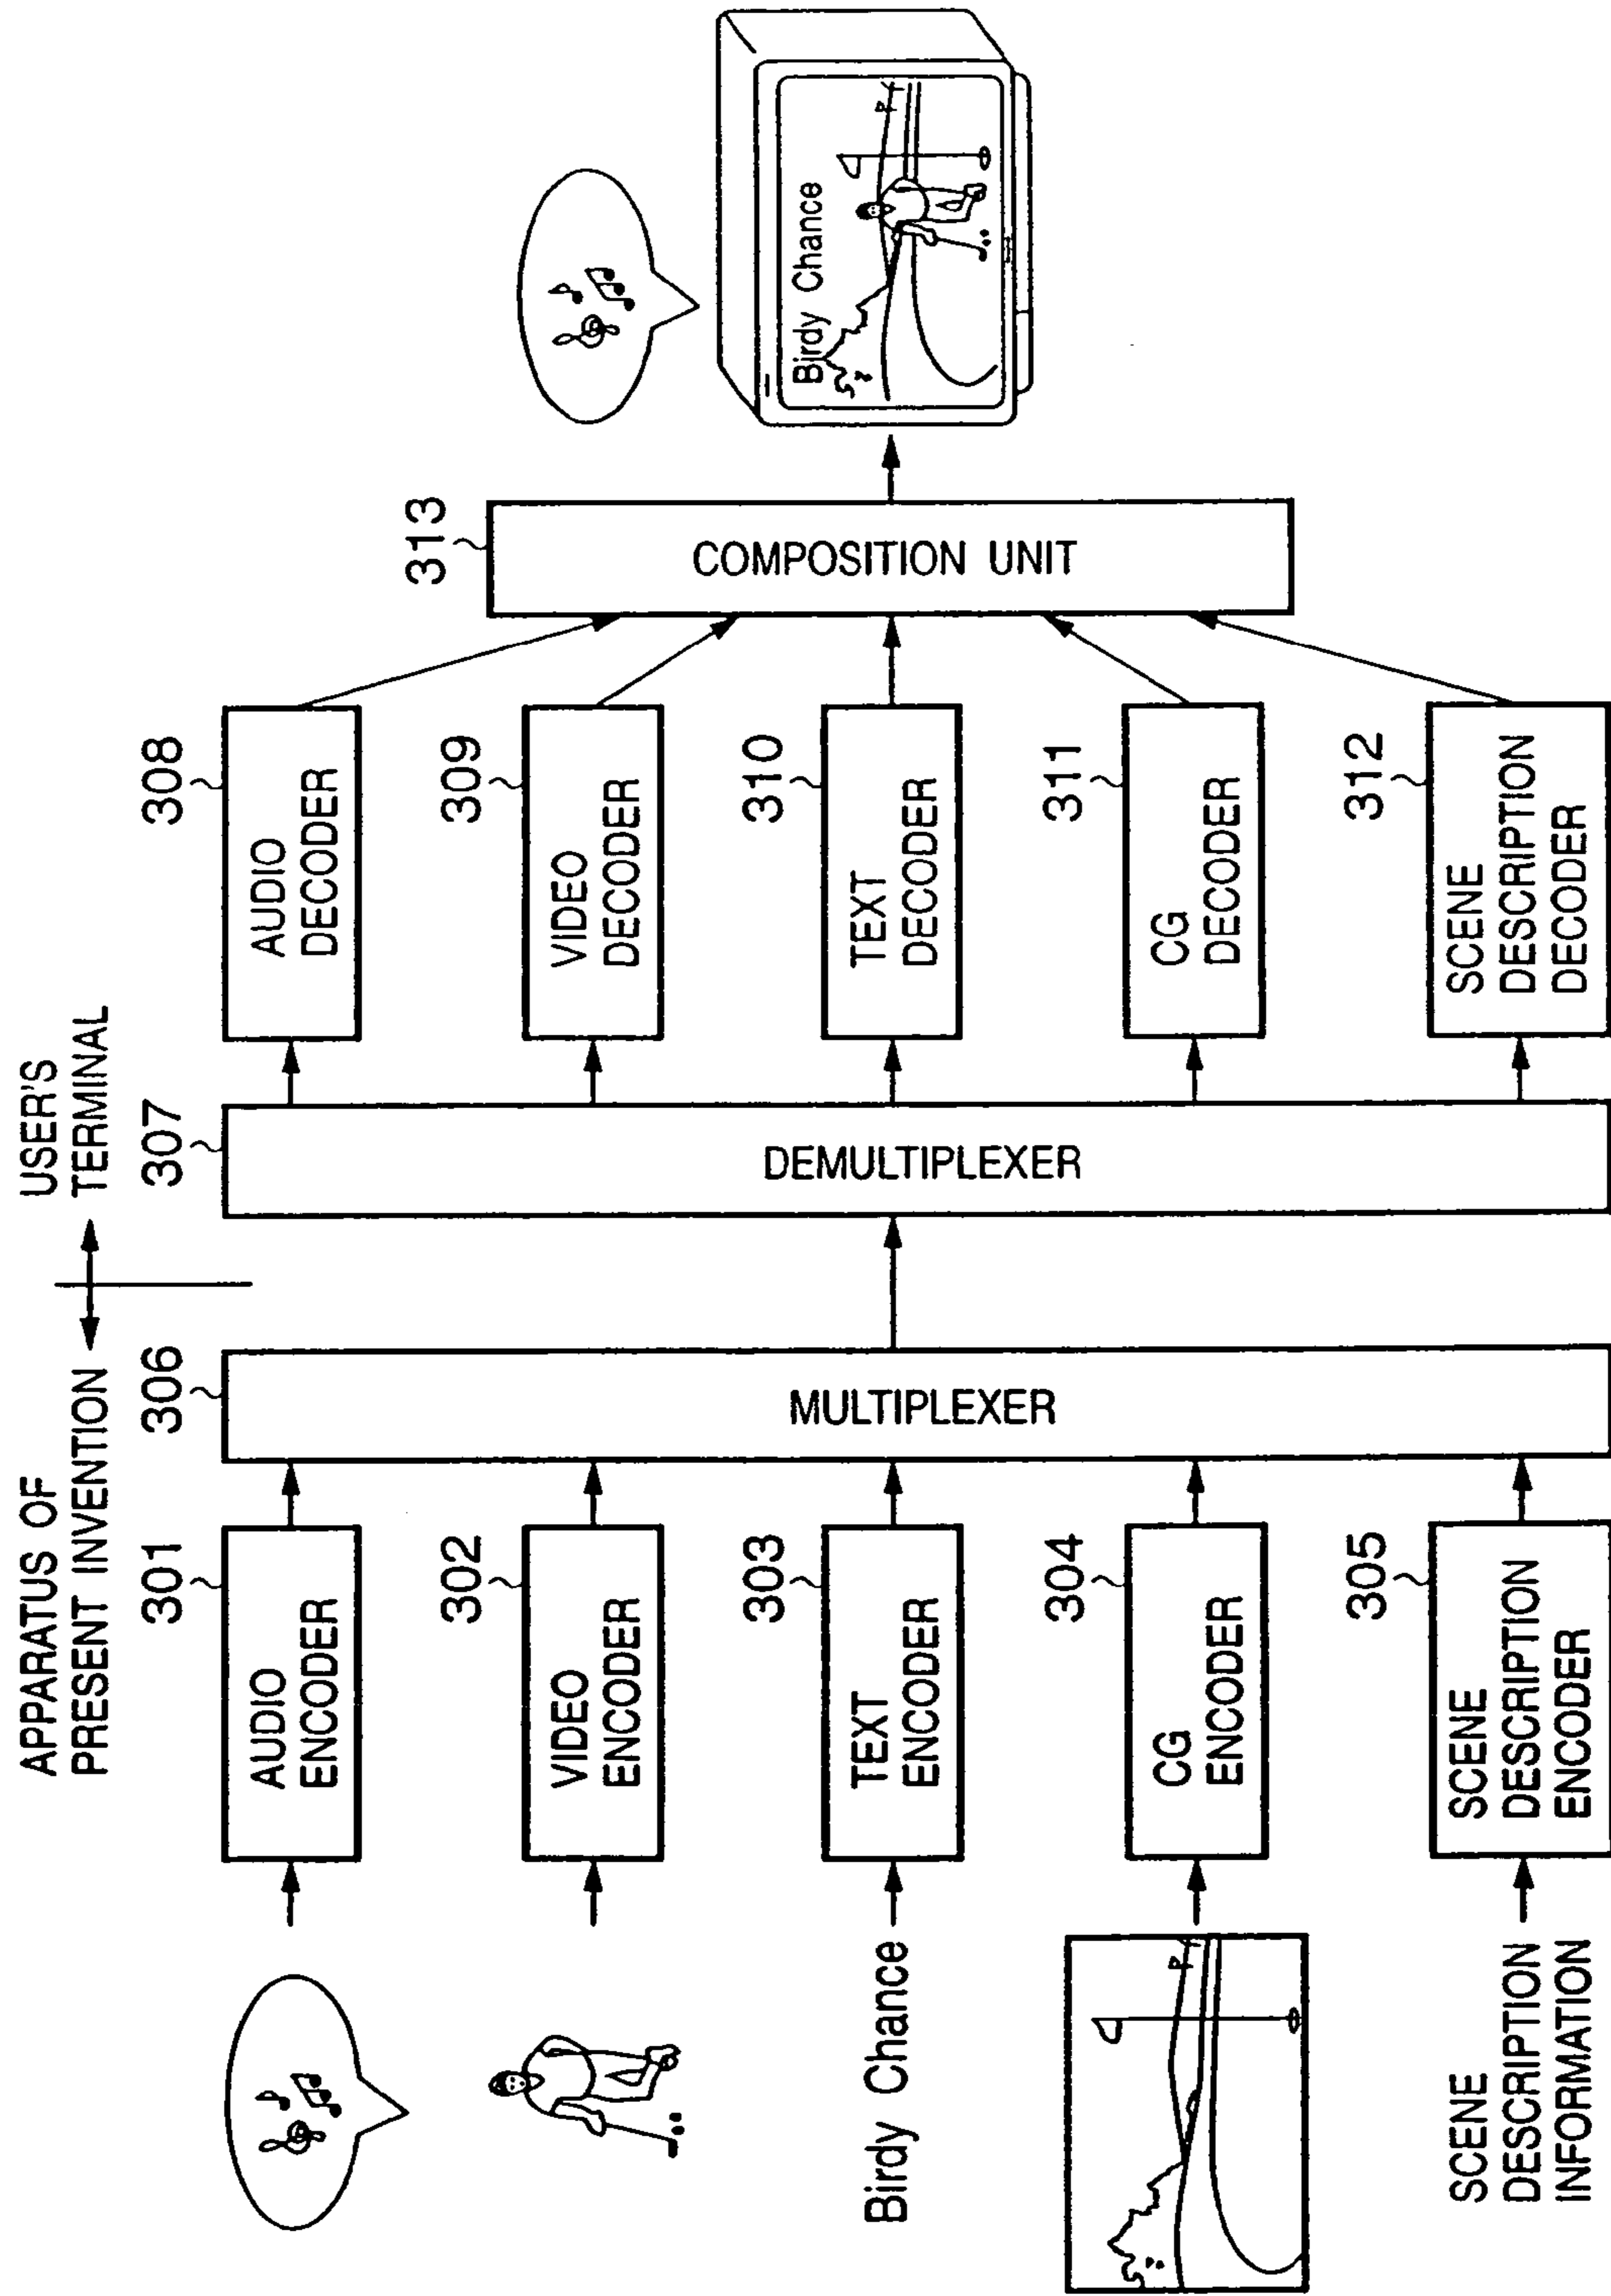 APPARATUS OF
PRESENT INVENTION
USER'S
TERMINAL
301
AUDIO
ENCODER
302
VIDEO
ENCODER
Birdy Chance
303
TEXT
ENCODER
304
CG
ENCODER
SCENE
DESCRIPTION
INFORMATION
305
SCENE
DESCRIPTION
ENCODER
306
MULTIPLEXER
307
DEMULTIPLEXER
308
AUDIO
DECODER
309
VIDEO
DECODER
310
TEXT
DECODER
311
CG
DECODER
312
SCENE
DESCRIPTION
DECODER
313
COMPOSITION UNIT
Birdy Chance